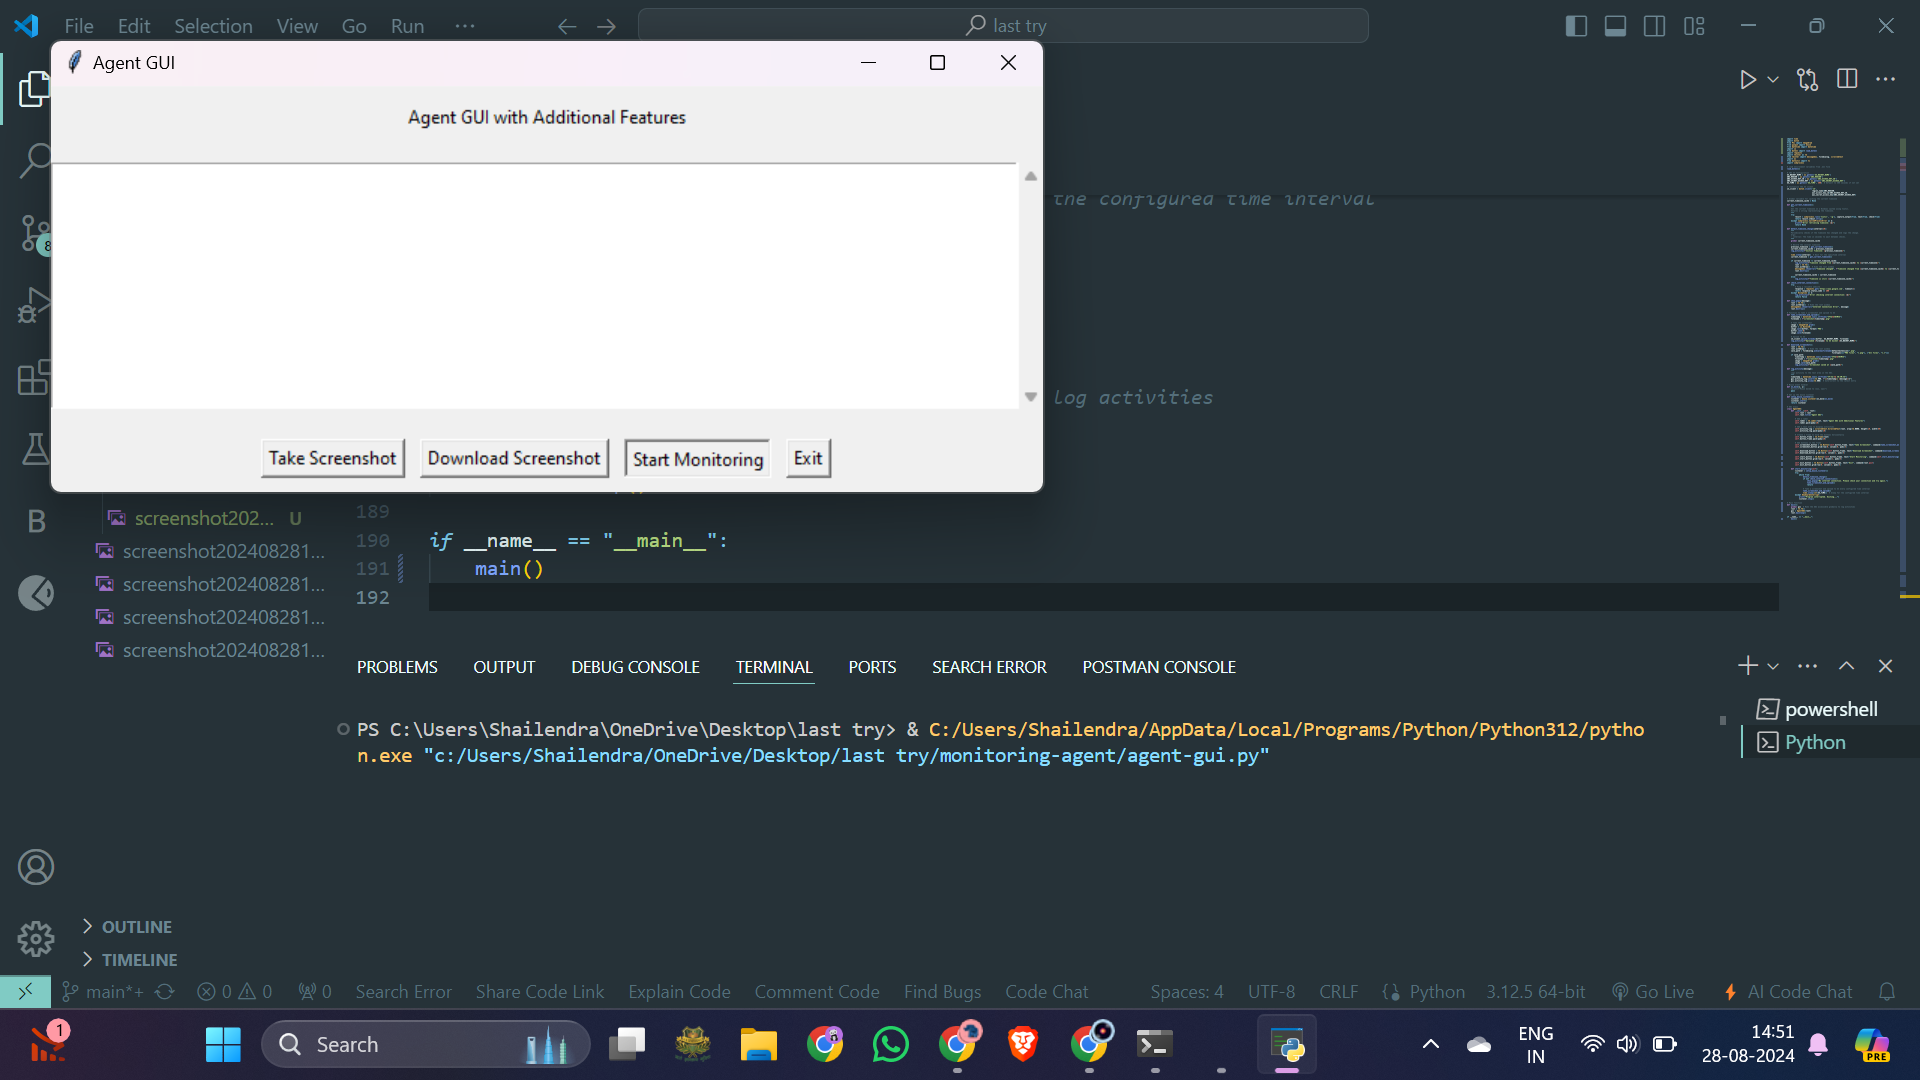 File Edit Selection View Go Run ···
last try
Agent GUI
Agent GUI with Additional Features
the configured time interval
log activities
Take Screenshot Download Screenshot Start Monitoring Exit
8
B
screenshot202... U
screenshot202408281...
screenshot202408281...
screenshot202408281...
screenshot202408281...
189
190 if __name__ == "__main__":
191 main()
192
PROBLEMS OUTPUT DEBUG CONSOLE TERMINAL PORTS SEARCH ERROR POSTMAN CONSOLE
PS C:\Users\Shailendra\OneDrive\Desktop\last try> & C:/Users/Shailendra/AppData/Local/Programs/Python/Python312/pytho
n.exe "c:/Users/Shailendra/OneDrive/Desktop/last try/monitoring-agent/agent-gui.py"
powershell
Python
OUTLINE
TIMELINE
main*+ 0 0 0 Search Error Share Code Link Explain Code Comment Code Find Bugs Code Chat Spaces: 4 UTF-8 CRLF Python 3.12.5 64-bit Go Live AI Code Chat
1
Search
ENG
IN
14:51
28-08-2024
PRE